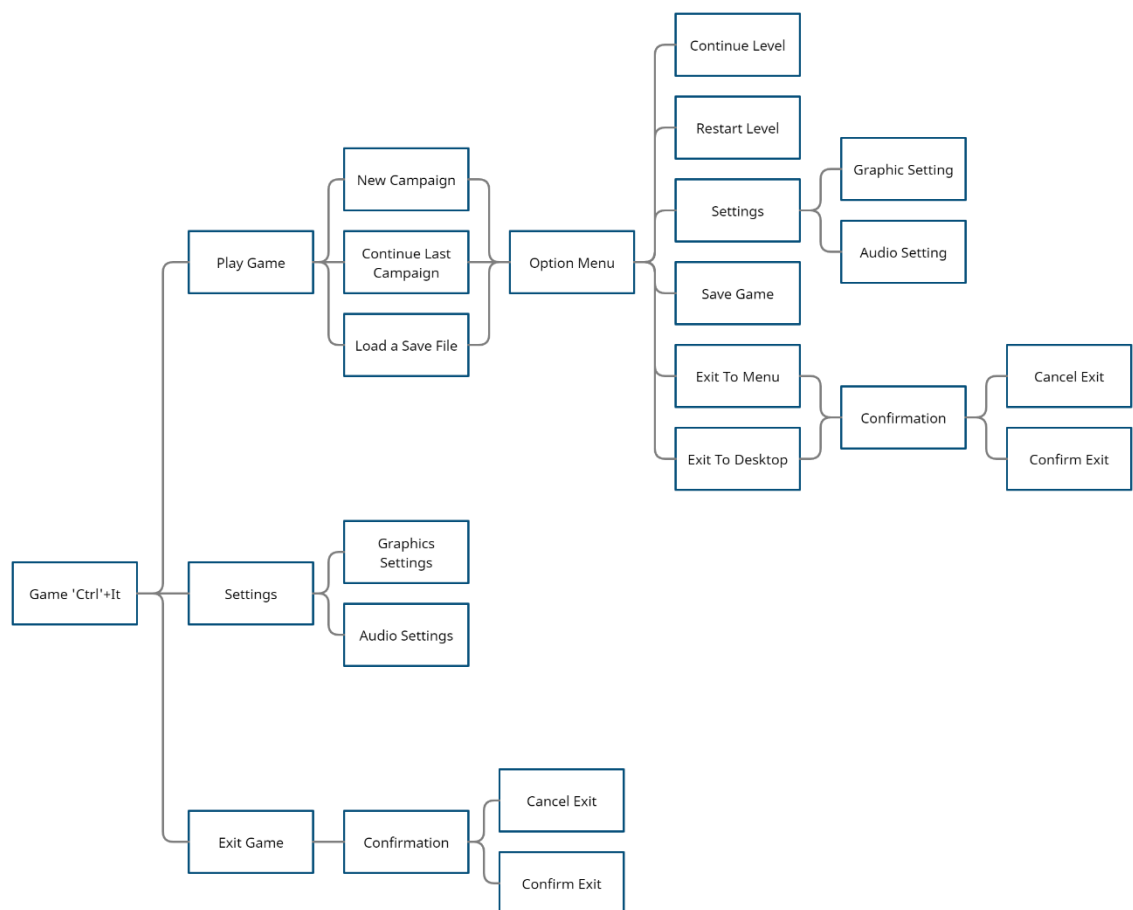 Continue Level
Restart Level
Graphic Setting
New Campaign
Settings
Play Game
Continue Last
Campaign
Option Menu
Audio Setting
Save Game
Load a Save File
Exit To Menu
Cancel Exit
Confirmation
Exit To Desktop
Confirm Exit
Graphics
Settings
Game 'Ctrl'+It
Settings
Audio Settings
Cancel Exit
Exit Game
Confirmation
Confirm Exit